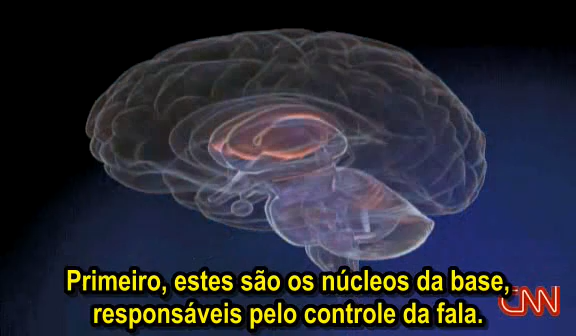 Primeiro, estes são os núcleos da base,
responsáveis pelo controle da fala.
CNN